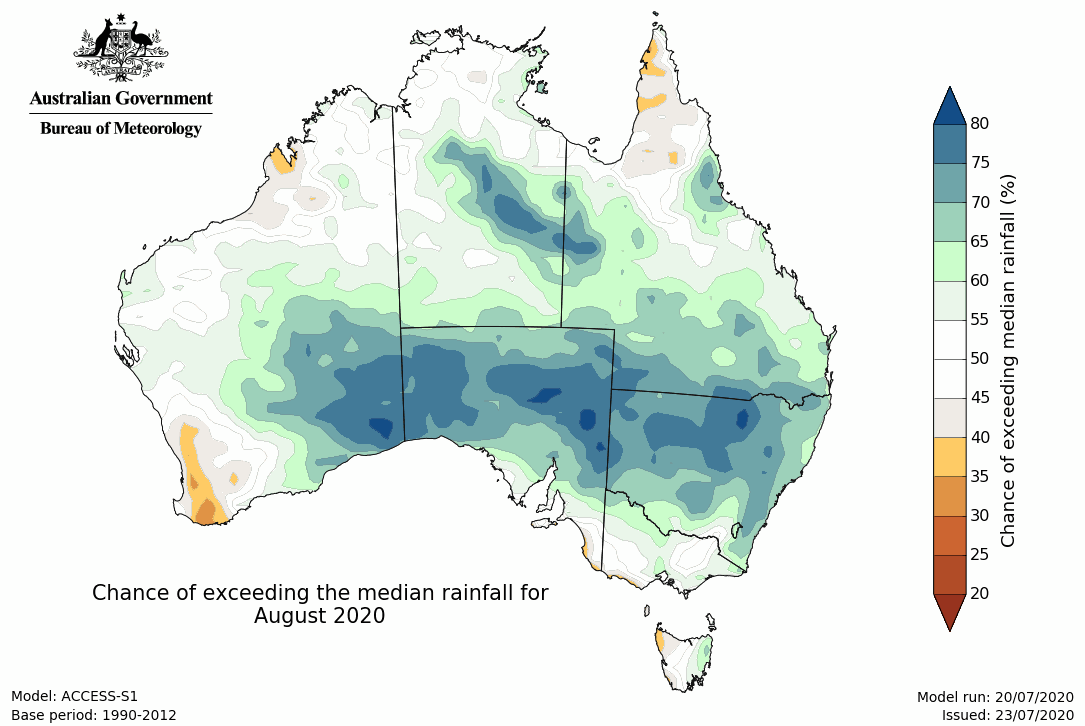 Australian Government
Bureau of Meteorology
80
75
70
65
60
55
50
45
40
35
30
25
20
Chance of exceeding median rainfall (%)
Chance of exceeding the median rainfall for
August 2020
Model: ACCESS-S1
Base period: 1990-2012
Model run: 20/07/2020
Issued: 23/07/2020